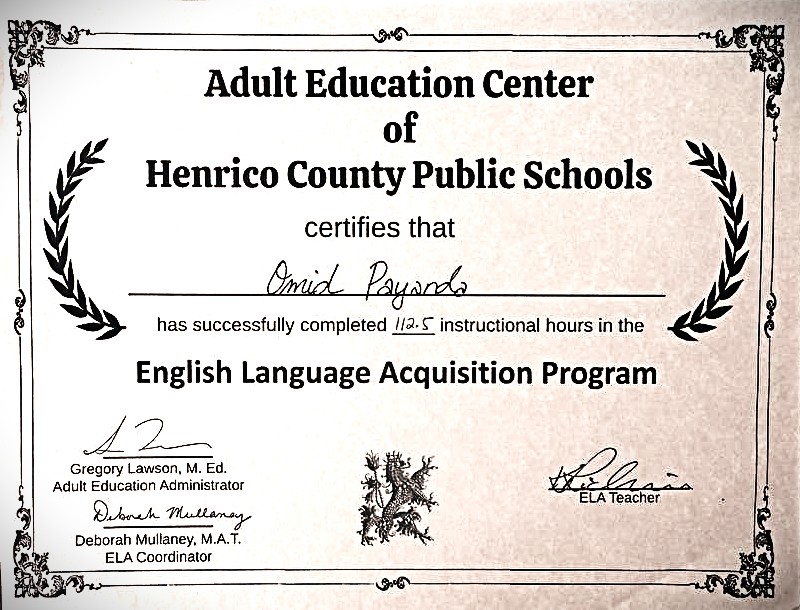 Adult Education Center
of
Henrico County Public Schools
certifies that
Omid Payanda
has successfully completed 112.5 instructional hours in the
English Language Acquisition Program
Gregory Lawson, M. Ed.
Adult Education Administrator
Deborah Mullaney
Deborah Mullaney, M.A.T.
ELA Coordinator
ELA Teacher